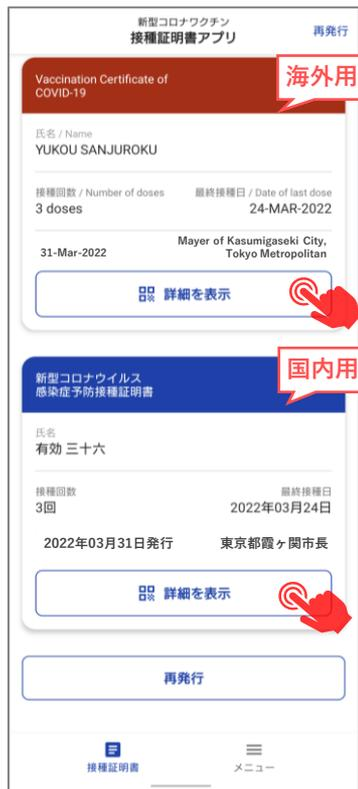 新型コロナワクチン
接種証明書アプリ
再発行
海外用
Vaccination Certificate of
COVID-19
氏名 / Name
YUKOU SANJUROKU
接種回数 / Number of doses
最終接種日 / Date of last dose
3 doses
24-MAR-2022
31-Mar-2022
Mayer of Kasumigaseki City,
Tokyo Metropolitan
詳細を表示
国内用
新型コロナウイルス
感染症予防接種証明書
氏名
有効 三十六
接種回数
最終接種日
3回
2022年03月24日
2022年03月31日発行
東京都霞ヶ関市長
詳細を表示
再発行
接種証明書
メニュー